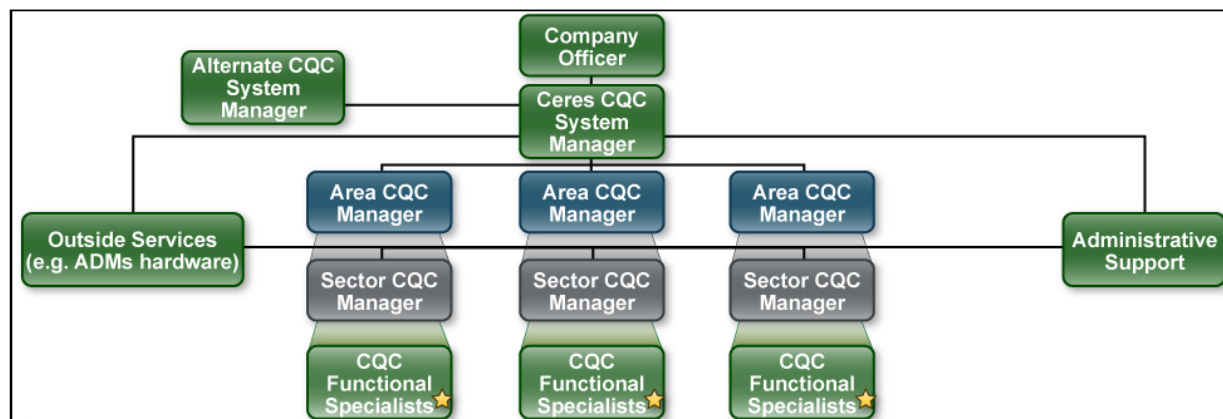 Company
Officer
Alternate CQC
System
Manager
Ceres CQC
System
Manager
Area CQC
Manager
Area CQC
Manager
Area CQC
Manager
Outside Services
(e.g. ADMs hardware)
Administrative
Support
Sector CQC
Manager
Sector CQC
Manager
Sector CQC
Manager
CQC
Functional
Specialists
CQC
Functional
Specialists
CQC
Functional
Specialists